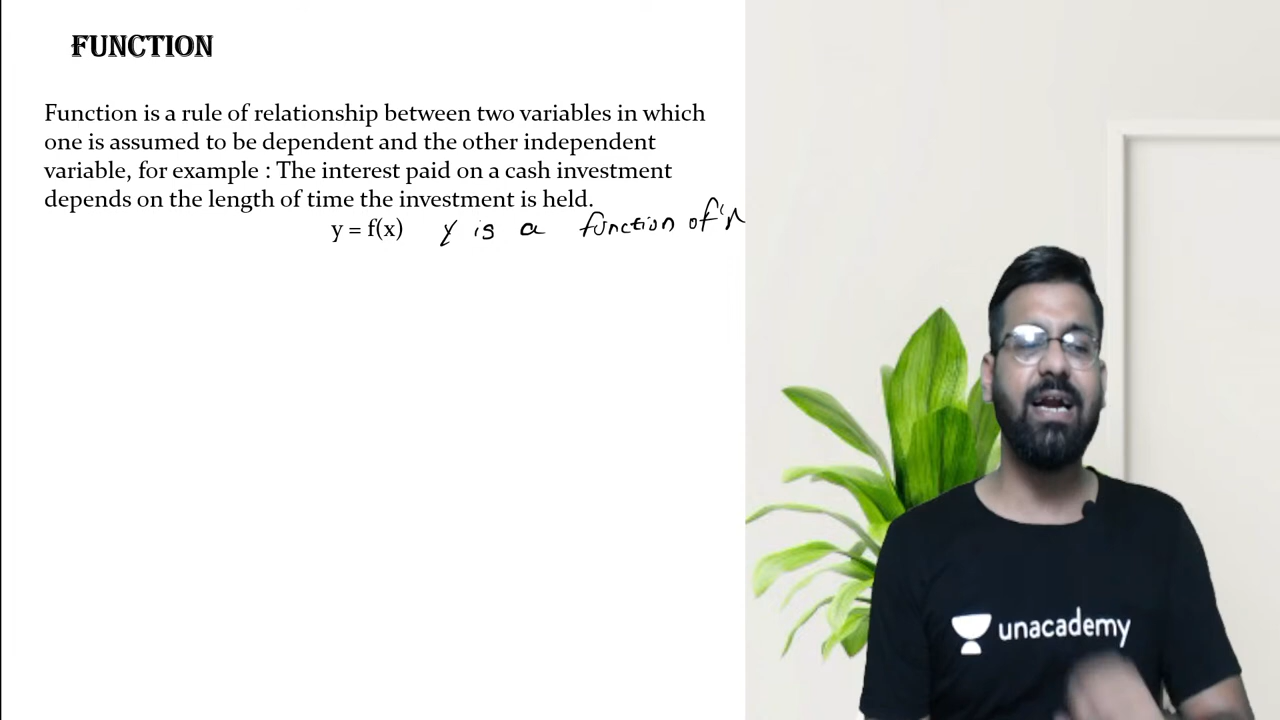 FUNCTION
Function is a rule of relationship between two variables in which
one is assumed to be dependent and the other independent
variable, for example : The interest paid on a cash investment
depends on the length of time the investment is held.
y = f(x) y is a function of
unacademy